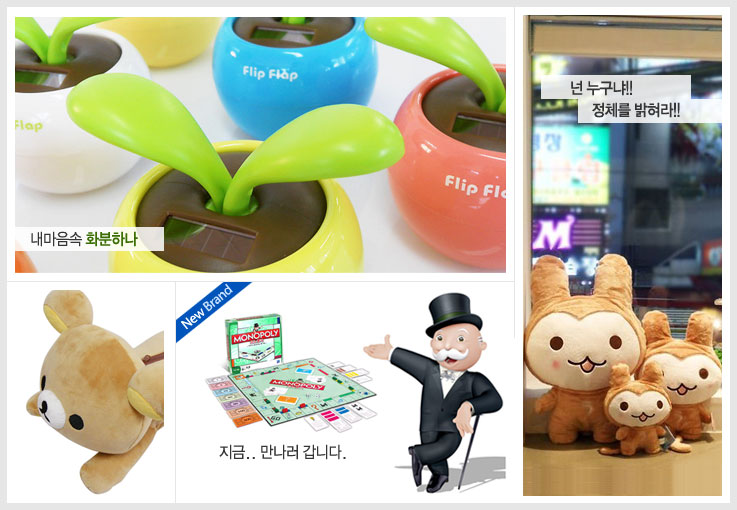 Flip Flap
Flap
Flip Fla
내마음속 화분하나
넌 누구냐!!
정체를 밝혀라!!
M
New Brand
MONOPOLY
MONOPOLY
지금.. 만나러 갑니다.